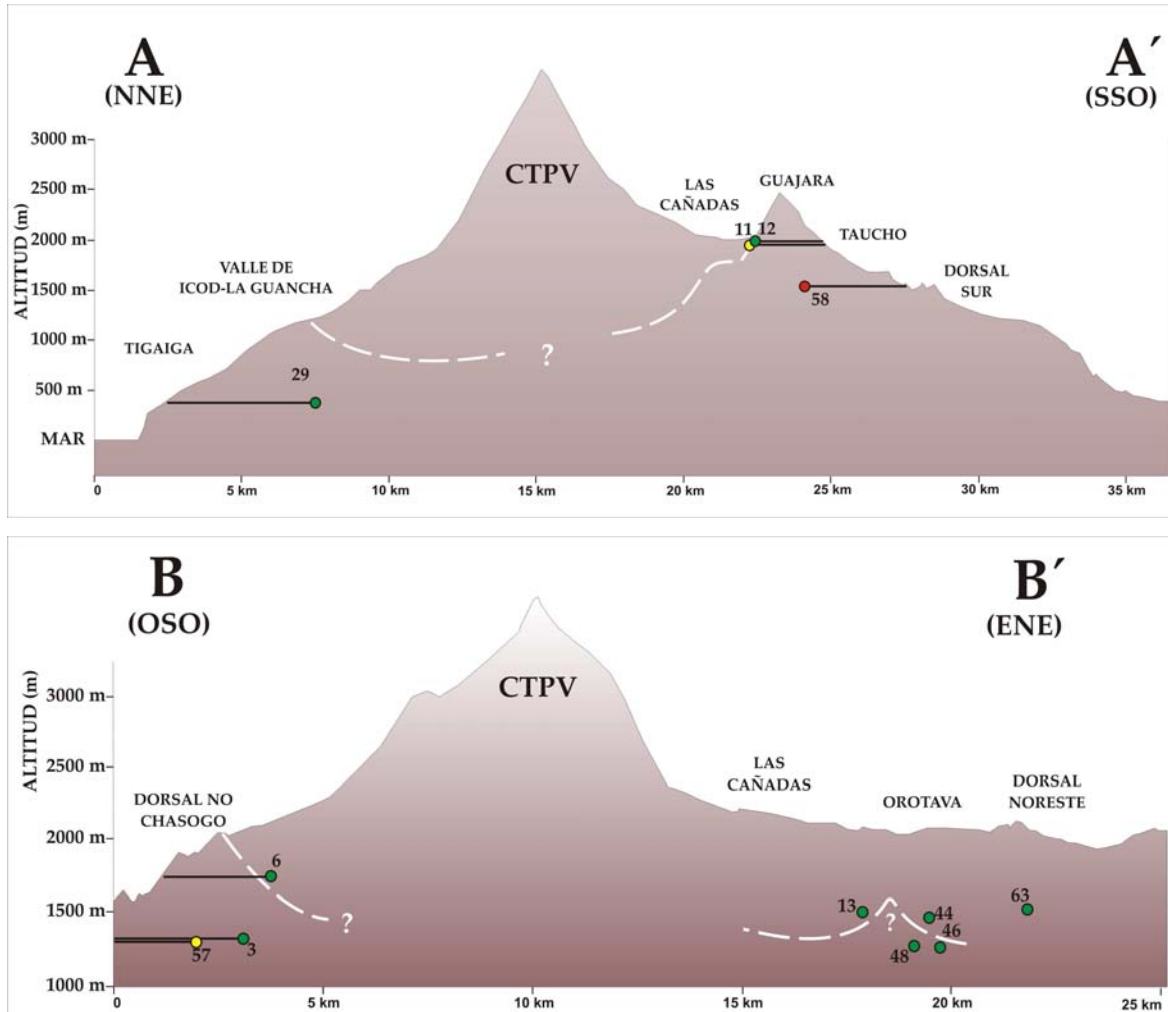 A
(NNE)
A´
(SSO)
ALTITUD (m)
3000 m
2500 m
2000 m
1500 m
1000 m
500 m
MAR
CTPV
LAS
CAÑADAS
GUAJARA
11 12
TAUCHO
VALLE DE
ICOD-LA GUANCHA
58
DORSAL
SUR
TIGAIGA
?
29
0
5 km
10 km
15 km
20 km
25 km
30 km
35 km
B
(OSO)
B´
(ENE)
ALTITUD (m)
3000 m
2500 m
2000 m
1500 m
1000 m
CTPV
LAS
CAÑADAS
DORSAL NO
CHASOGO
OROTAVA
DORSAL
NORESTE
6
?
57
3
13
?
44
46
48
63
0
5 km
10 km
15 km
20 km
25 km